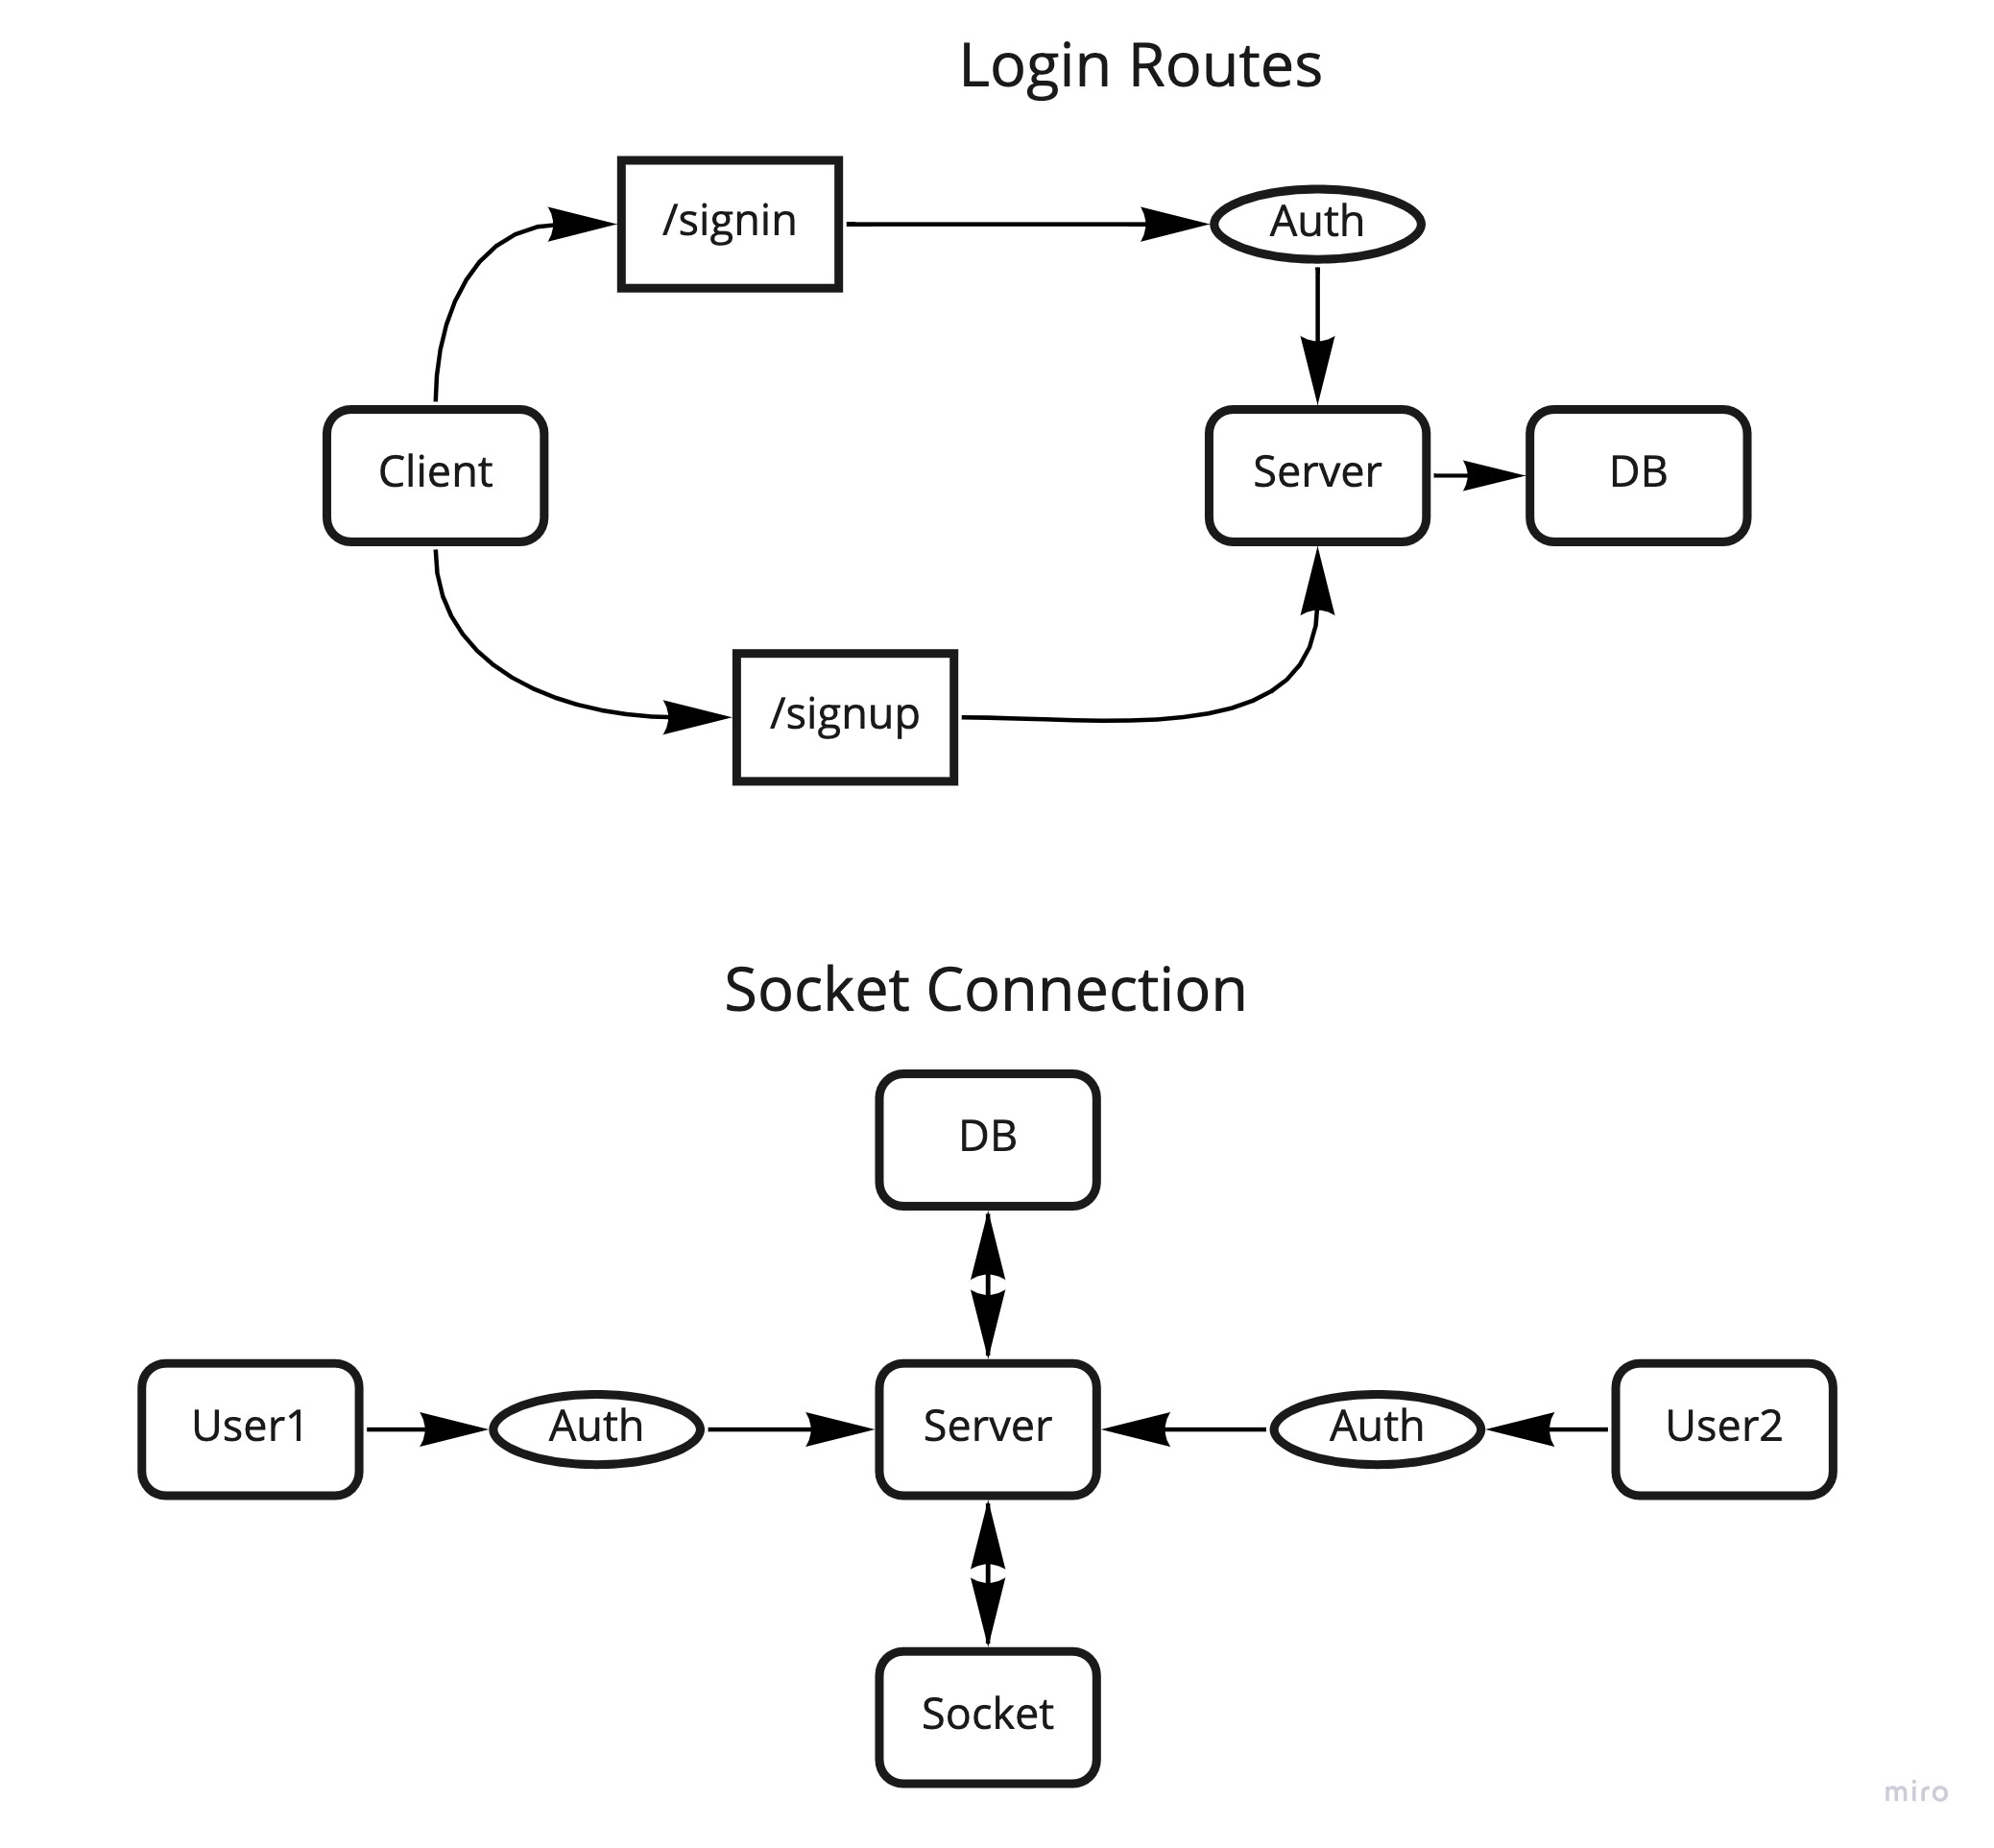 Login Routes
/signin
Auth
Client
Server
DB
/signup
Socket Connection
DB
User1
Auth
Server
Auth
User2
Socket
miro